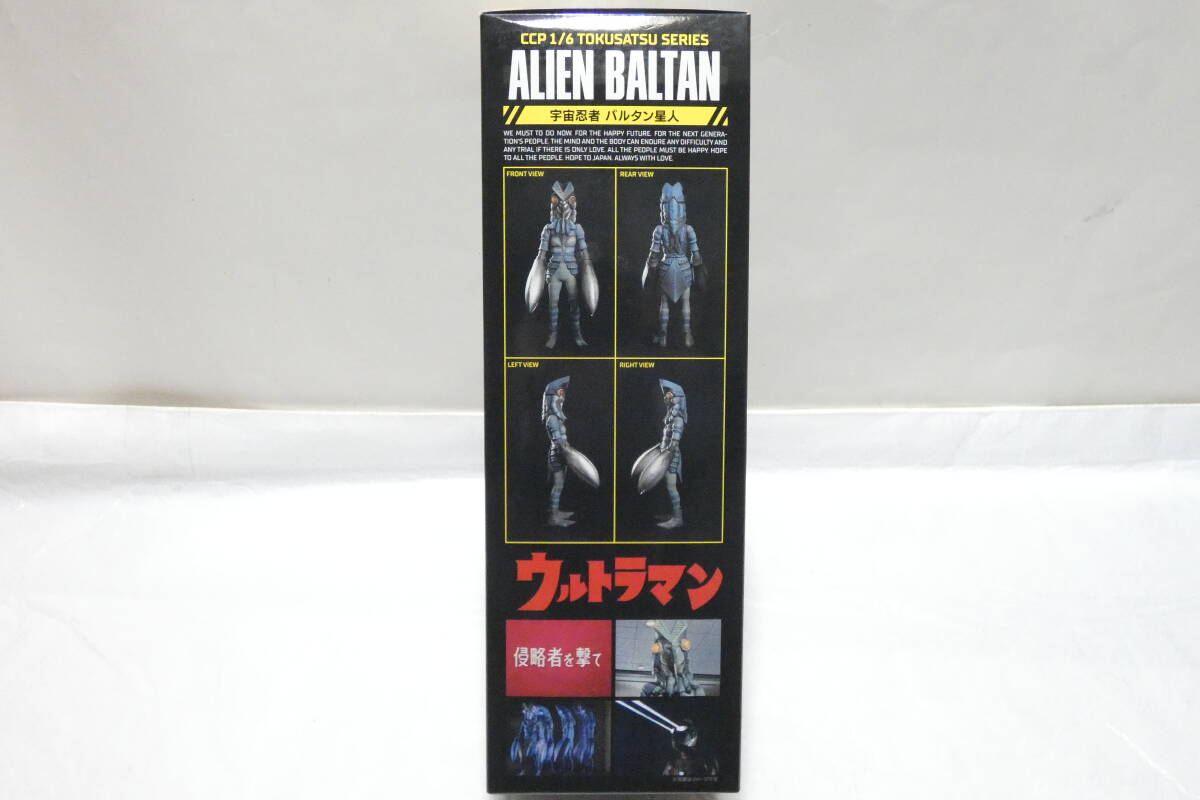 CCP 1/6 TOKUSATSU SERIES
ALIEN BALTAN
宇宙忍者 バルタン星人
WE MUST TO DO NOW. FOR THE HAPPY FUTURE. FOR THE NEXT GENERA-
TION'S PEOPLE. THE MIND AND THE BODY CAN ENDURE ANY DIFFICULTY AND
ANY TRIAL IF THERE IS ONLY LOVE. ALL THE PEOPLE MUST BE HAPPY. HOPE
TO ALL THE PEOPLE. HOPE TO JAPAN. ALWAYS WITH LOVE.
FRONT VIEW
REAR VIEW
LEFT VIEW
RIGHT VIEW
ウルトラマン
侵略者を撃て